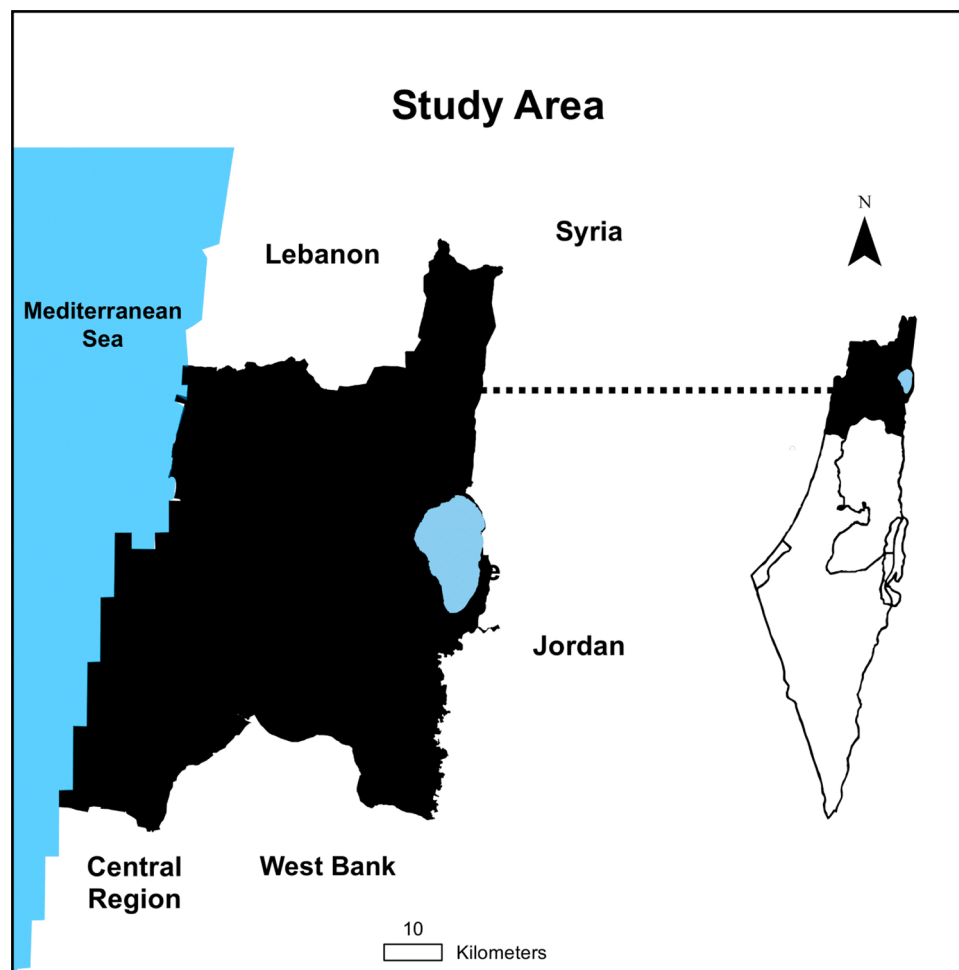 Study Area
Syria
N
Lebanon
Mediterranean
Sea
e
Jordan
Central
Region
West Bank
10
Kilometers